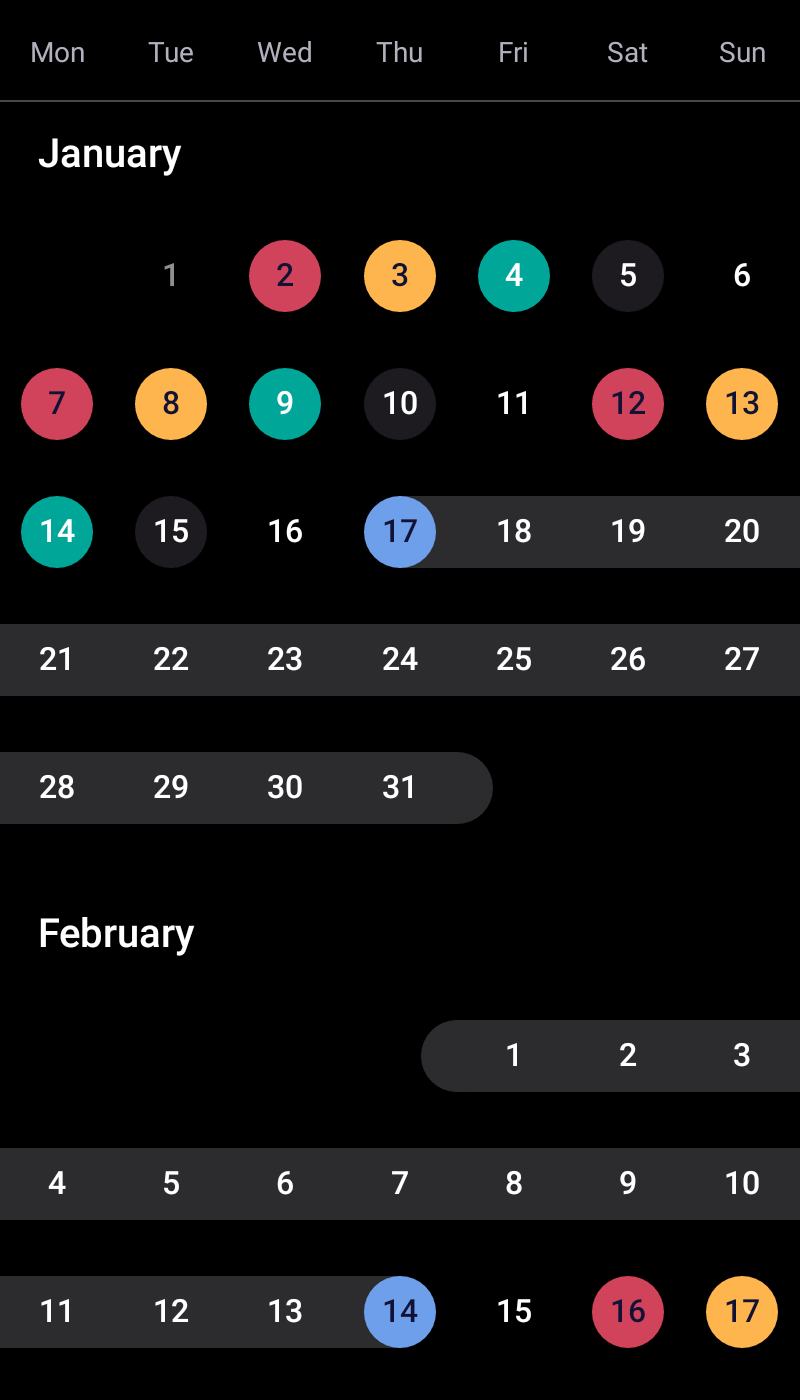 Mon Tue Wed Thu Fri Sat Sun
January
1 2 3 4 5 6
7 8 9 10 11 12 13
14 15 16 17 18 19 20
21 22 23 24 25 26 27
28 29 30 31
February
1 2 3
4 5 6 7 8 9 10
11 12 13 14 15 16 17